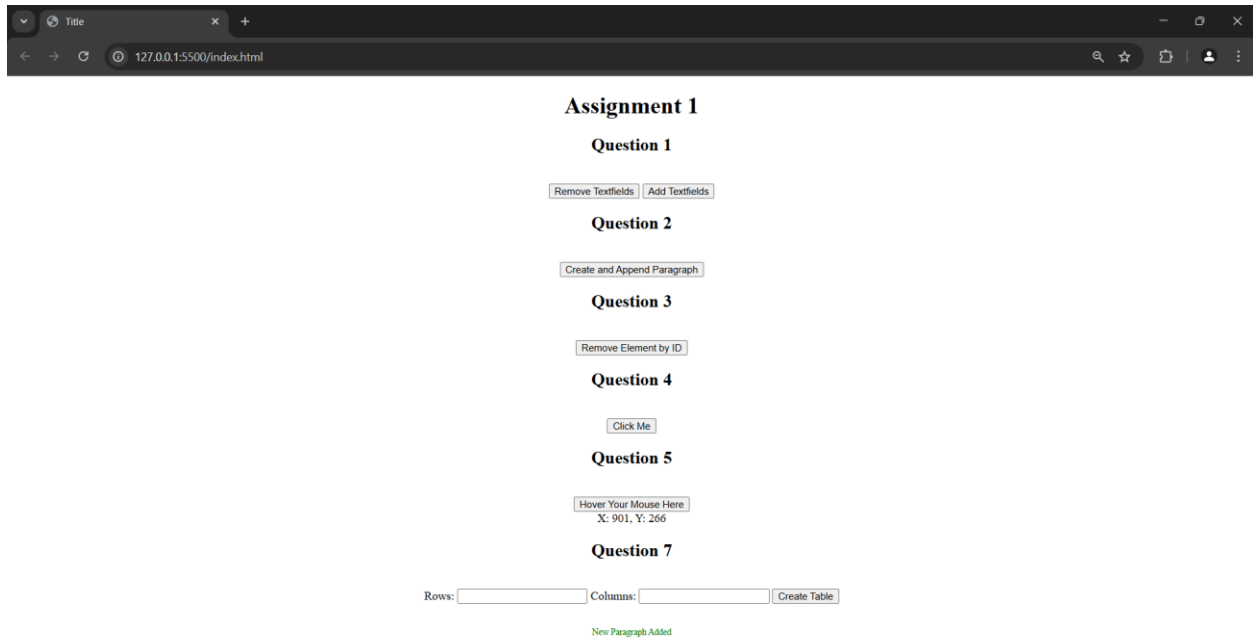 Title
127.0.0.1:5500/index.html
Assignment 1
Question 1
Remove Textfields Add Textfields
Question 2
Create and Append Paragraph
Question 3
Remove Element by ID
Question 4
Click Me
Question 5
Hover Your Mouse Here
X: 901, Y: 266
Question 7
Rows: Columns: Create Table
New Paragraph Added